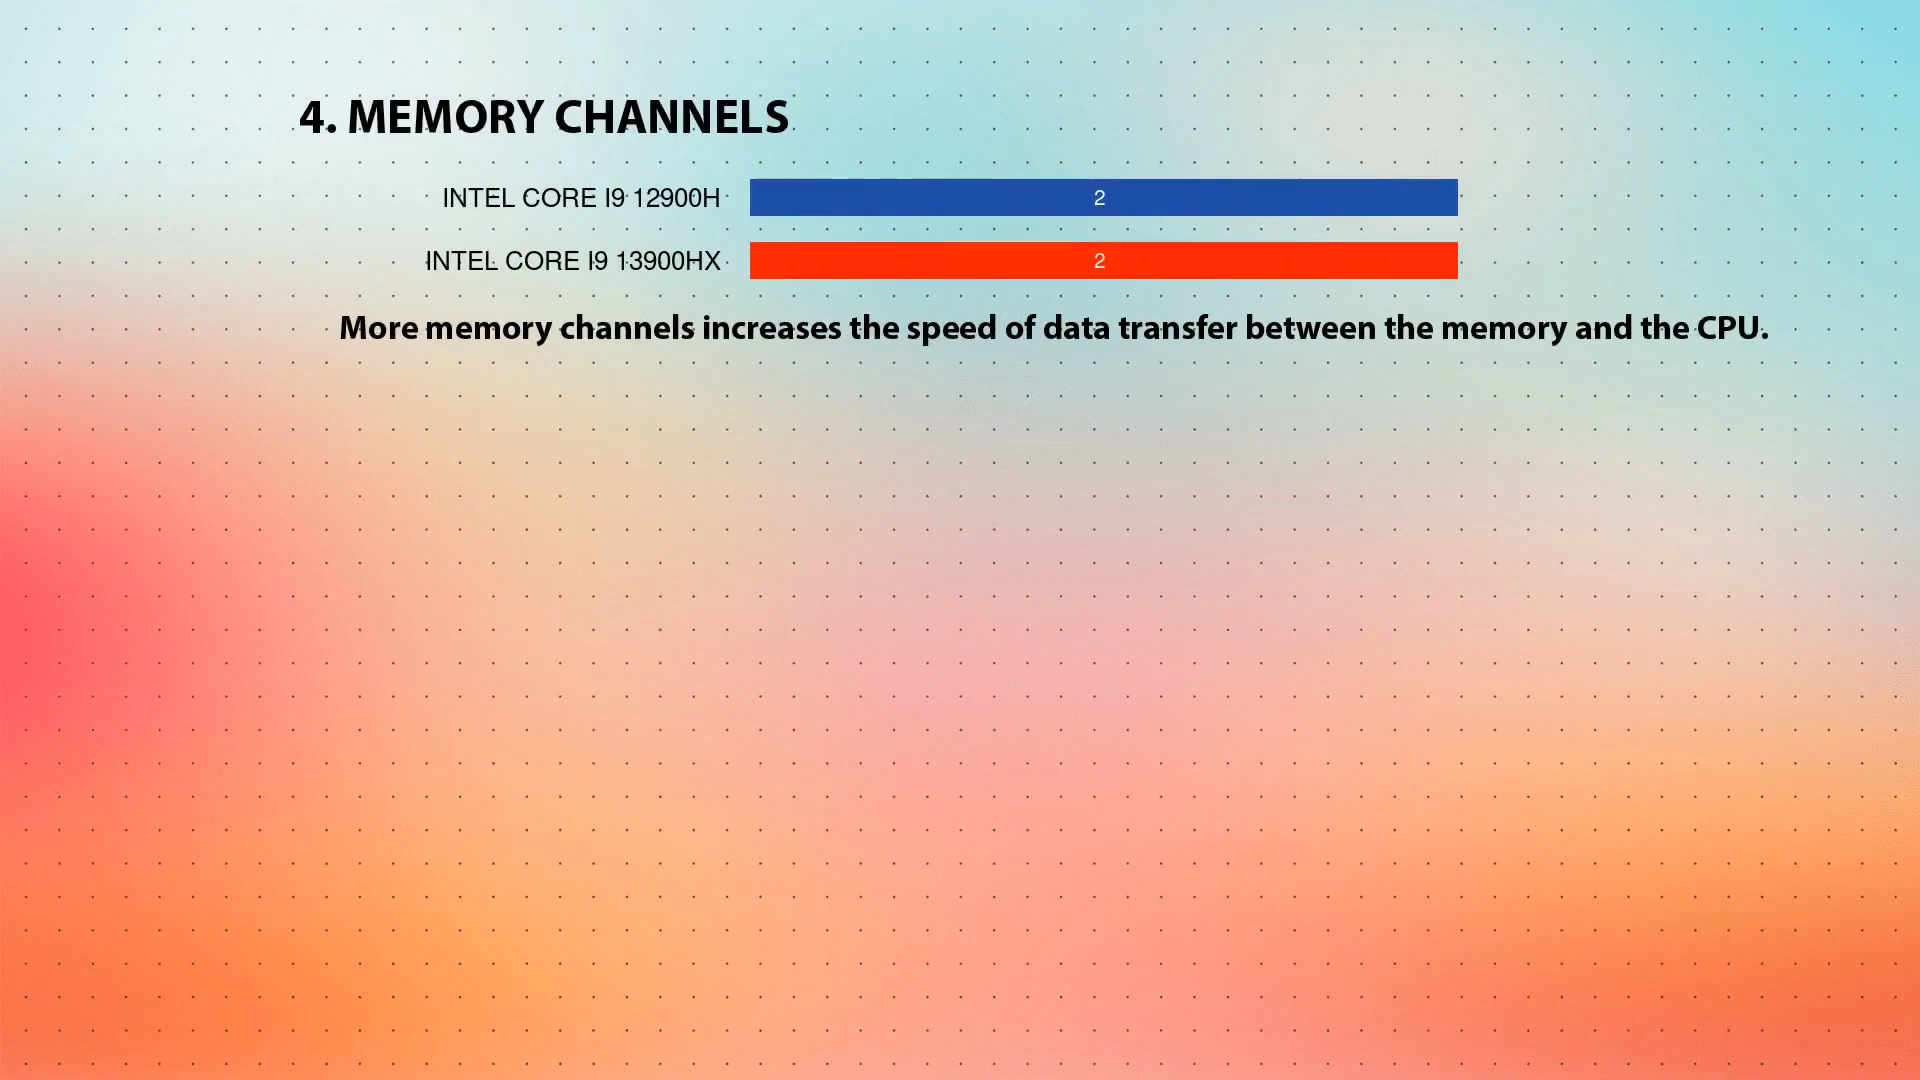 4. MEMORY CHANNELS
INTEL CORE I9 12900H 2
INTEL CORE I9 13900HX 2
More memory channels increases the speed of data transfer between the memory and the CPU.